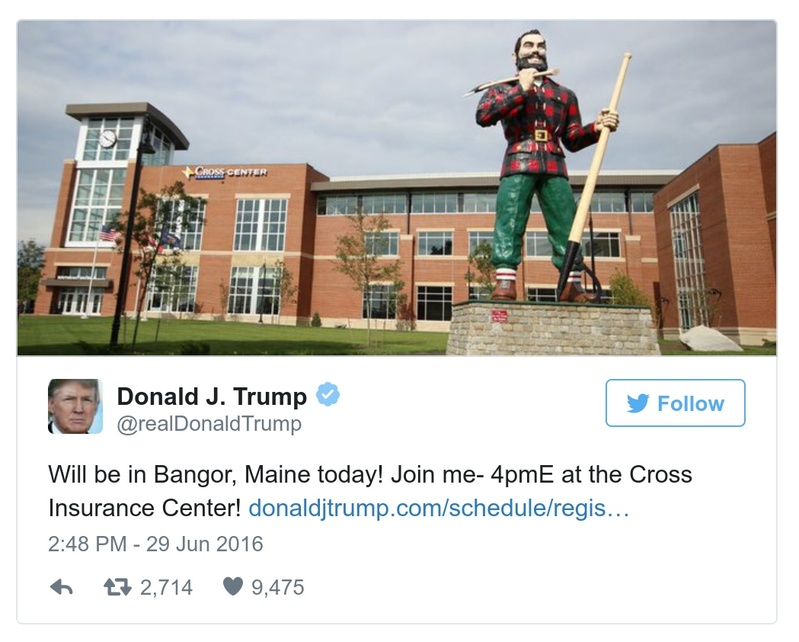 Cross CENTER
INSURANCE
Donald J. Trump
@realDonaldTrump
Follow
Will be in Bangor, Maine today! Join me- 4pmE at the Cross
Insurance Center! donaldjtrump.com/schedule/regis…
2:48 PM - 29 Jun 2016
2,714
9,475